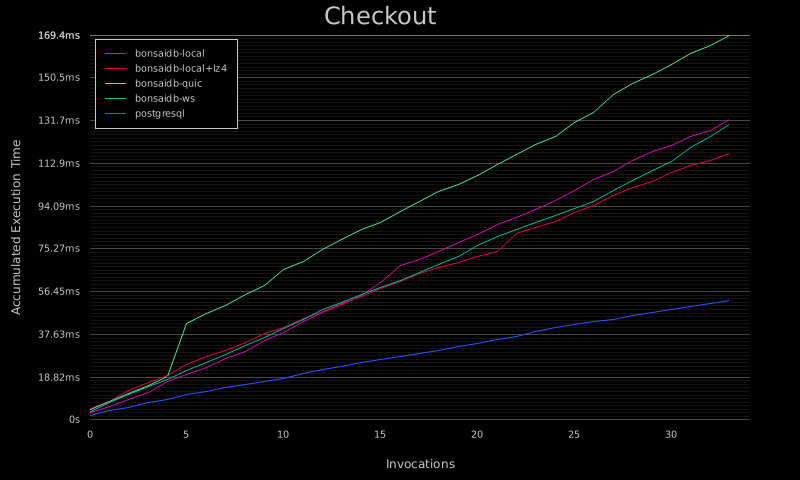 Checkout
169.4ms
150.5ms
131.7ms
112.9ms
94.09ms
75.27ms
56.45ms
37.63ms
18.82ms
0s
bonsaidb-local
bonsaidb-local+lz4
bonsaidb-quic
bonsaidb-ws
postgresql
Accumulated Execution Time
0 5 10 15 20 25 30
Invocations